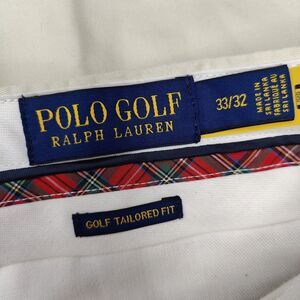 POLO GOLF
RALPH LAUREN
33/32
MADE IN
SRI LANKA
FABRIQUÉ AU
SRI LANKA
GOLF TAILORED FIT